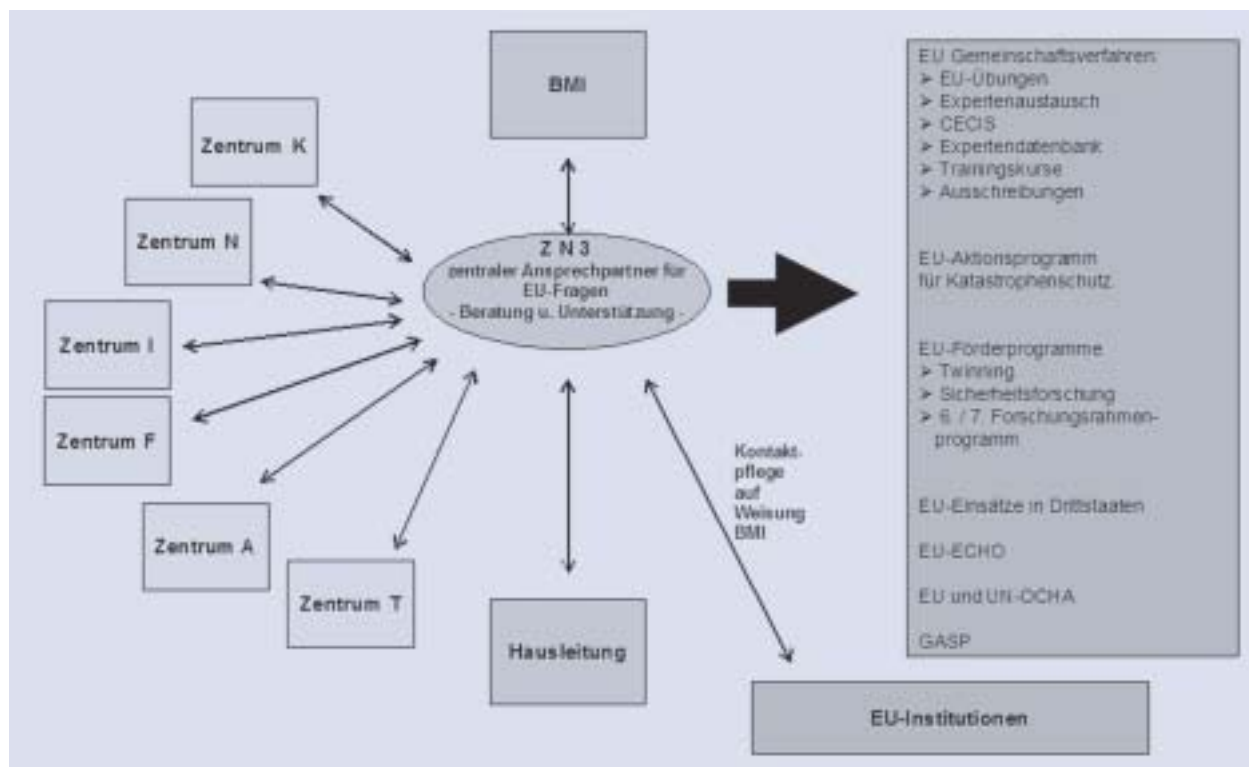 BMI
Zentrum K
Zentrum N
Zentrum I
Zentrum F
Zentrum A
Zentrum T
Z N 3
zentraler Ansprechpartner für
EU-Fragen
- Beratung u. Unterstützung -
Hausleitung
Kontakt-
pflege
auf
Weisung
BMI
EU-Institutionen
EU Gemeinschaftsverfahren:
➢ EU-Übungen
➢ Expertenaustausch
➢ CECIS
➢ Expertendatenbank
➢ Trainingskurse
➢ Ausschreibungen
EU-Aktionsprogramm
für Katastrophenschutz
EU-Förderprogramme
➢ Twinning
➢ Sicherheitsforschung
➢ 6. / 7. Forschungsrahmen-
programm
EU-Einsätze in Drittstaaten
EU-ECHO
EU und UN-OCHA
GASP